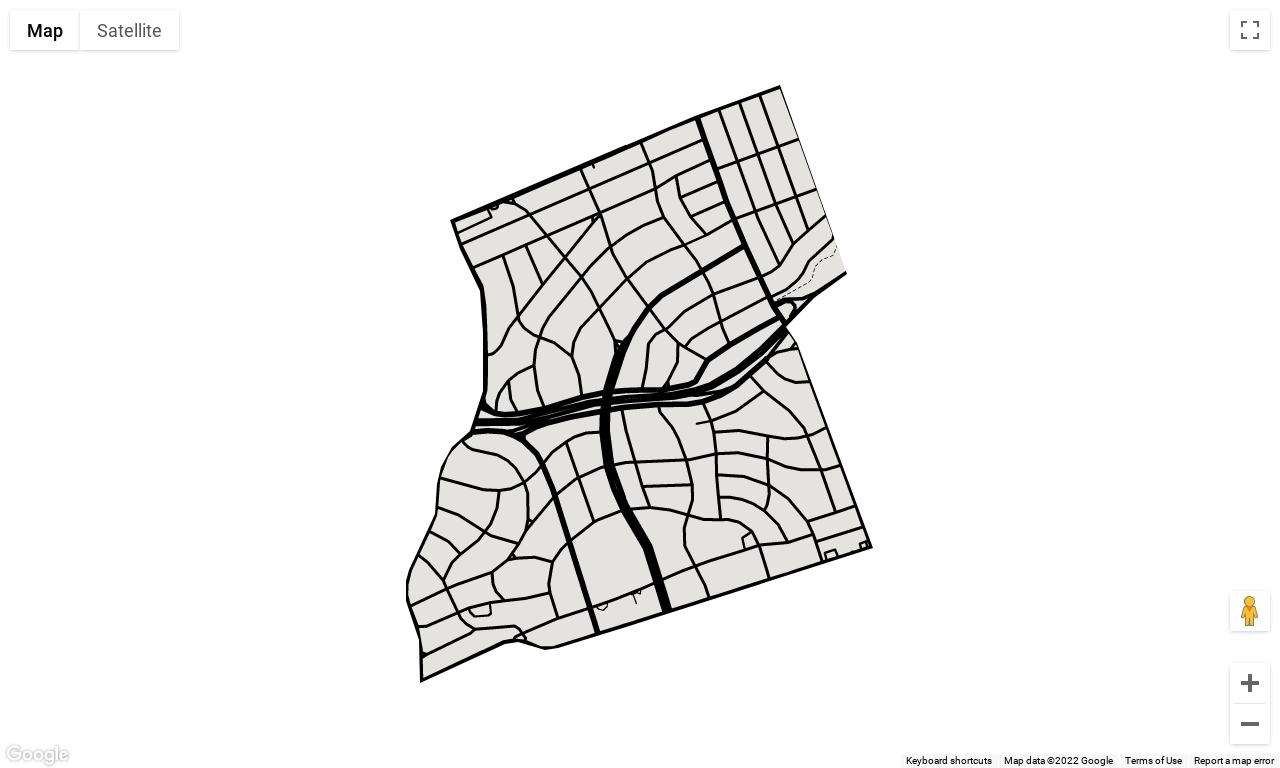 Map
Satellite
Google
Keyboard shortcuts
Map data ©2022 Google
Terms of Use
Report a map error